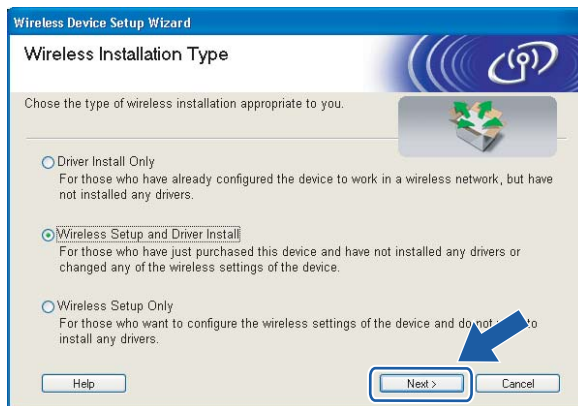 Wireless Device Setup Wizard
Wireless Installation Type
Chose the type of wireless installation appropriate to you.
Driver Install Only
For those who have already configured the device to work in a wireless network, but have
not installed any drivers.
Wireless Setup and Driver Install
For those who have just purchased this device and have not installed any drivers or
changed any of the wireless settings of the device.
Wireless Setup Only
For those who want to configure the wireless settings of the device and do not to
install any drivers.
Help
Next >
Cancel